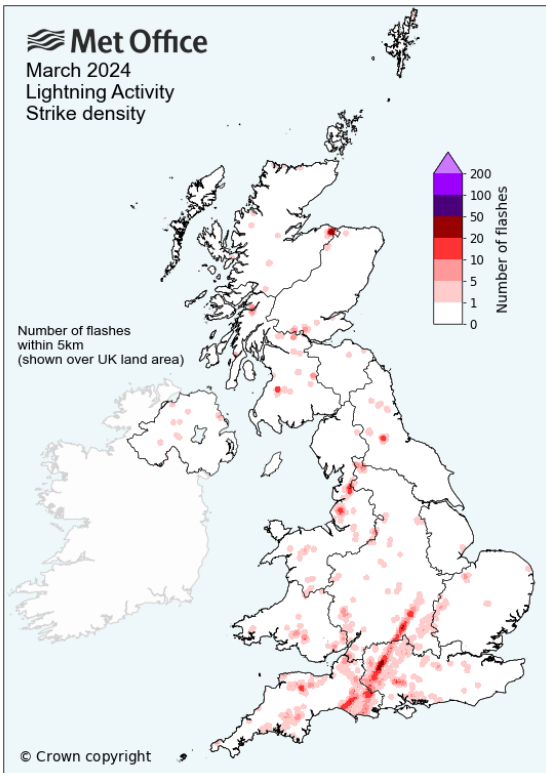 Met Office
March 2024
Lightning Activity
Strike density
200
100
50
20
10
5
1
0
Number of flashes
Number of flashes
within 5km
(shown over UK land area)
© Crown copyright